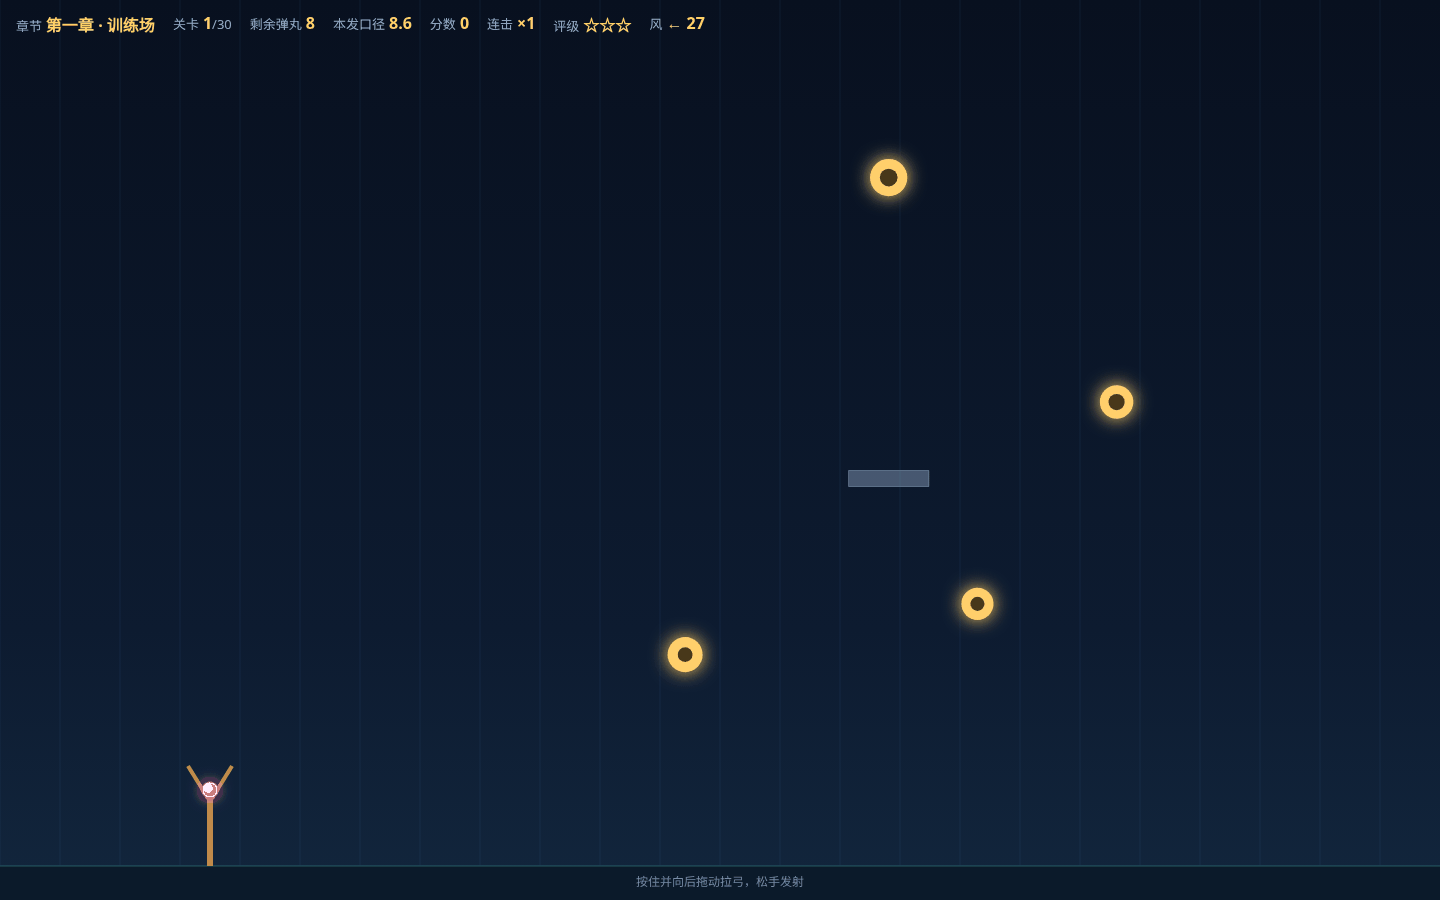 章节 第一章 · 训练场 关卡 1/30 剩余弹丸 8 本发口径 8.6 分数 0 连击 ×1 评级 ☆☆☆ 风 ← 27
按住并向后拖动拉弓，松手发射